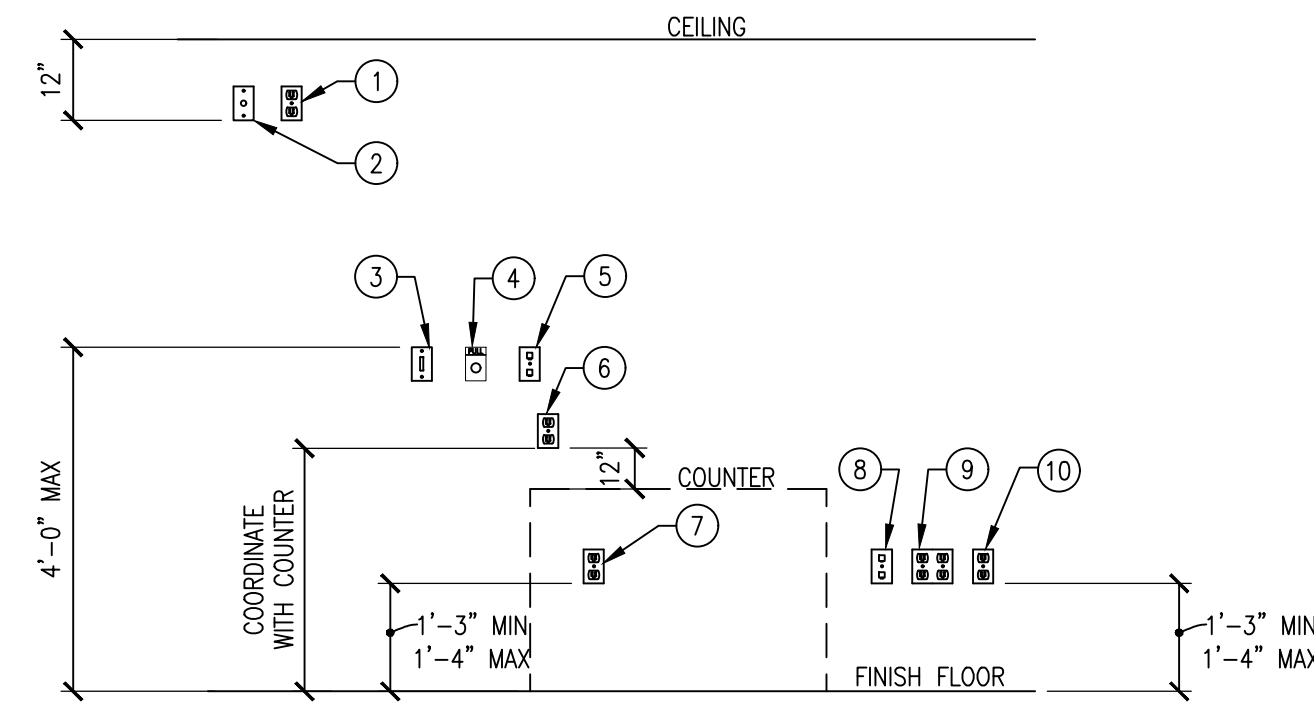 CEILING
12”
1
2
3
4
5
PULL
6
4’-0” MAX
COORDINATE
WITH COUNTER
12”
COUNTER
7
8
9
10
1’-3” MIN
1’-4” MAX
1’-3” MIN
1’-4” MAX
FINISH FLOOR